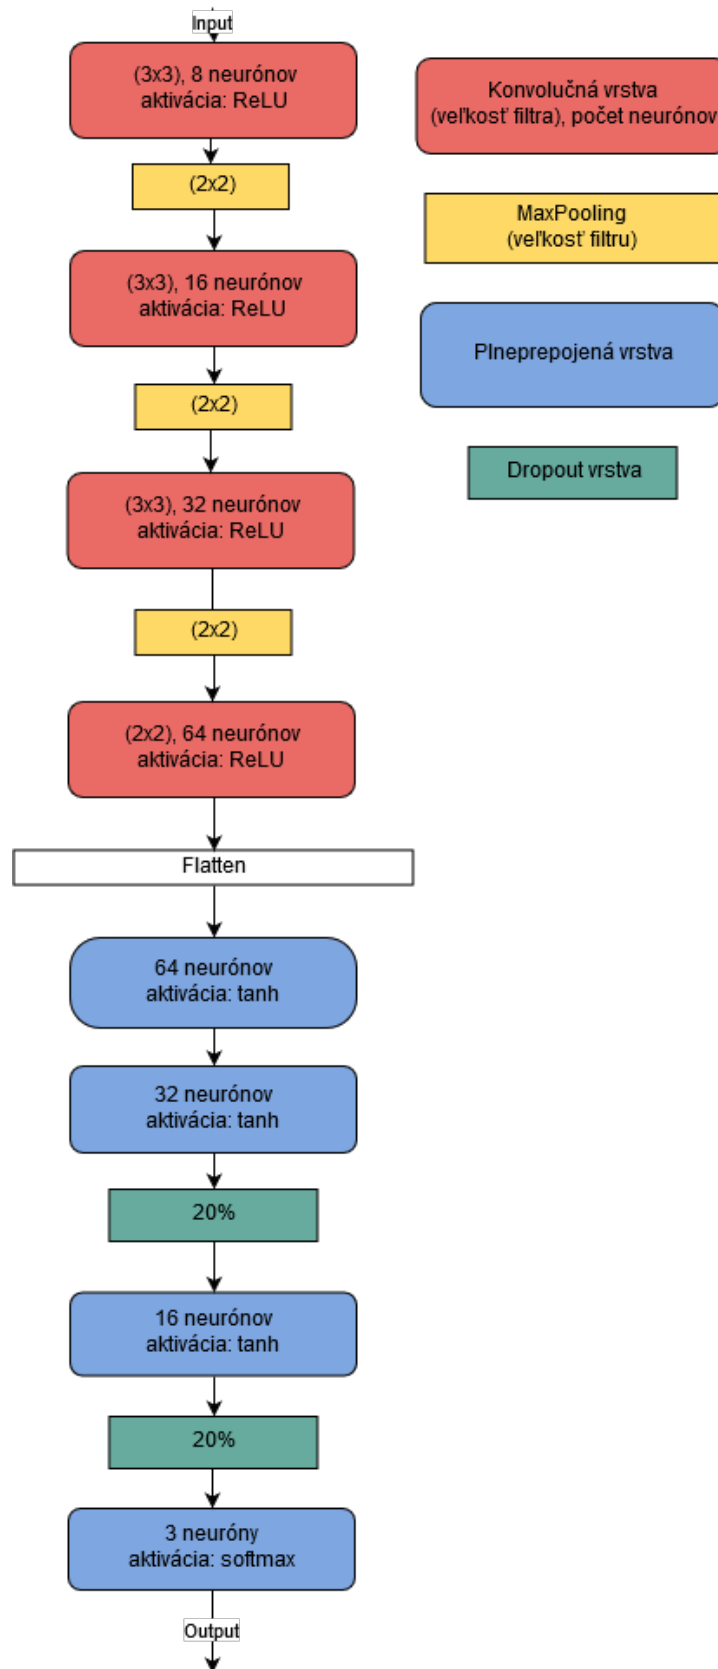 Input
(3x3), 8 neurónov
aktivácia: ReLU
(2x2)
(3x3), 16 neurónov
aktivácia: ReLU
(2x2)
(3x3), 32 neurónov
aktivácia: ReLU
(2x2)
(2x2), 64 neurónov
aktivácia: ReLU
Flatten
64 neurónov
aktivácia: tanh
32 neurónov
aktivácia: tanh
20%
16 neurónov
aktivácia: tanh
20%
3 neuróny
aktivácia: softmax
Output
Konvolučná vrstva
(veľkosť filtra), počet neurónov
MaxPooling
(veľkosť filtru)
Plneprepojená vrstva
Dropout vrstva